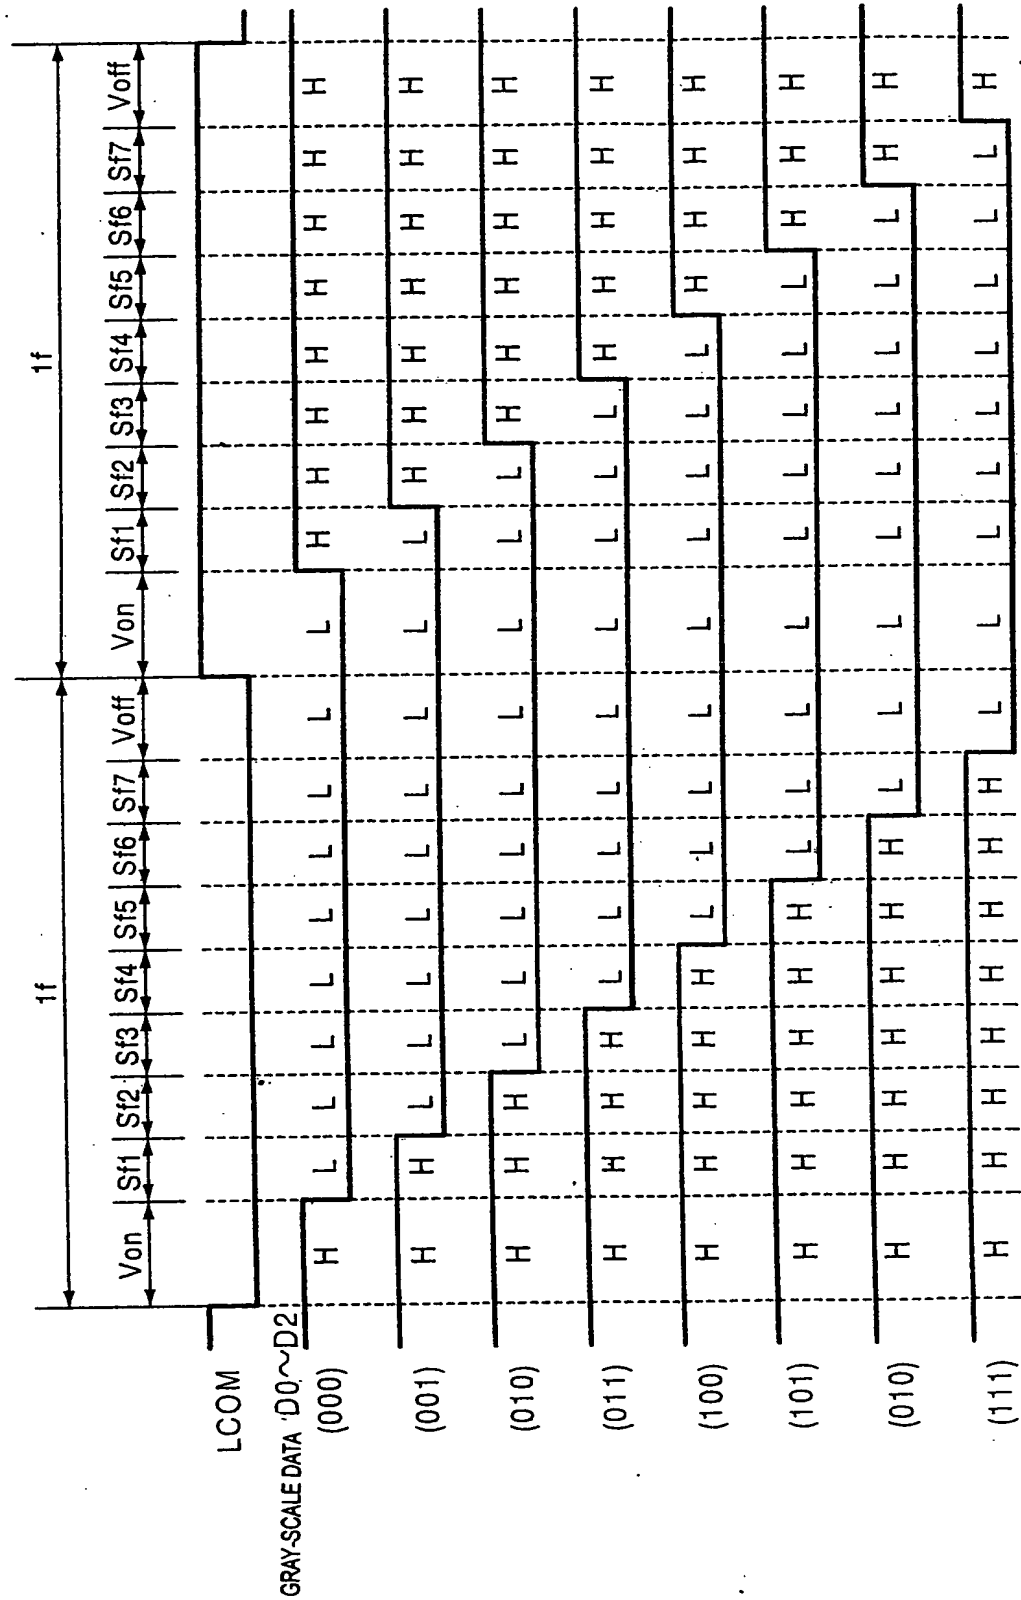 1f 1f
Von Sf1 Sf2 Sf3 Sf4 Sf5 Sf6 Sf7 Voff Von Sf1 Sf2 Sf3 Sf4 Sf5 Sf6 Sf7 Voff
LCOM
GRAY-SCALE DATA D0~D2
(000) H L L L L L L L L L H H H H H H H H
(001) H H L L L L L L L L L H H H H H H H
(010) H H H L L L L L L L L L H H H H H H
(011) H H H H L L L L L L L L L H H H H H
(100) H H H H H L L L L L L L L L H H H H
(101) H H H H H H L L L L L L L L L H H H
(010) H H H H H H H L L L L L L L L L H H
(111) H H H H H H H H L L L L L L L L L H